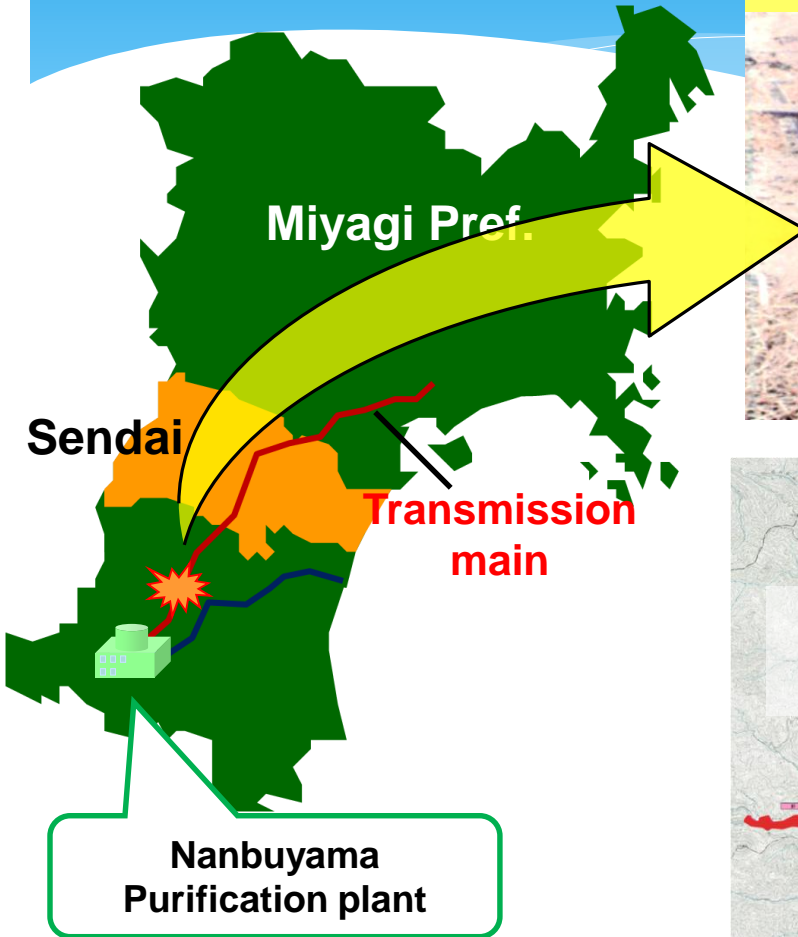 Miyagi Pref.
Sendai
Transmission
main
Nanbuyama
Purification plant